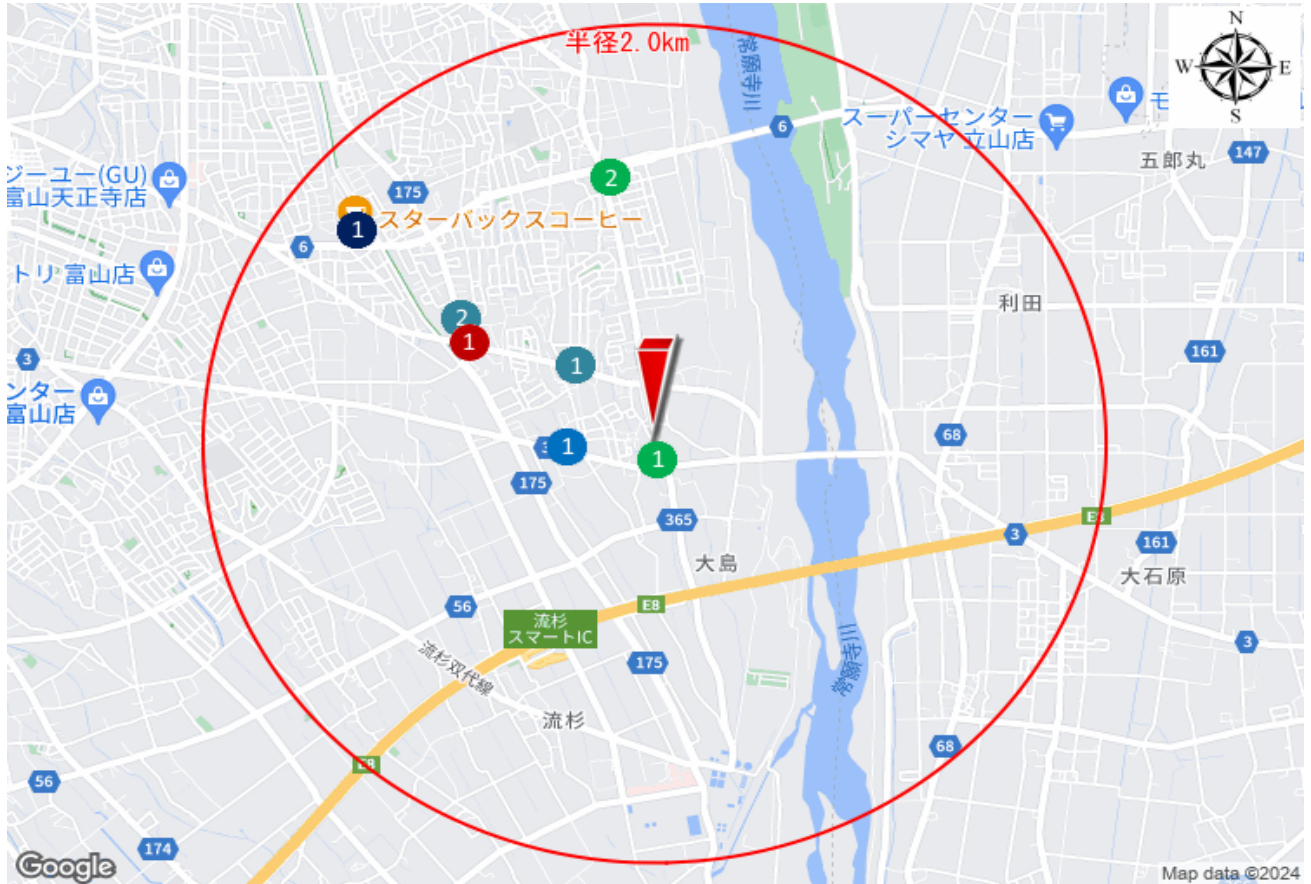 半径2.0km
N
W
E
S
常願寺川
6
スーパーセンター
シマヤ 立山店
モ
五郎丸
147
ジーユー(GU)
富山天正寺店
175
2
スターバックスコーヒー
1
6
トリ 富山店
利田
2
1
1
3
161
ンター
富山店
68
1
1
175
365
E8
3
161
大島
大石原
56
E8
流杉
スマートIC
常願寺川
3
流杉双代線
175
流杉
68
E8
56
174
Google
Map data ©2024